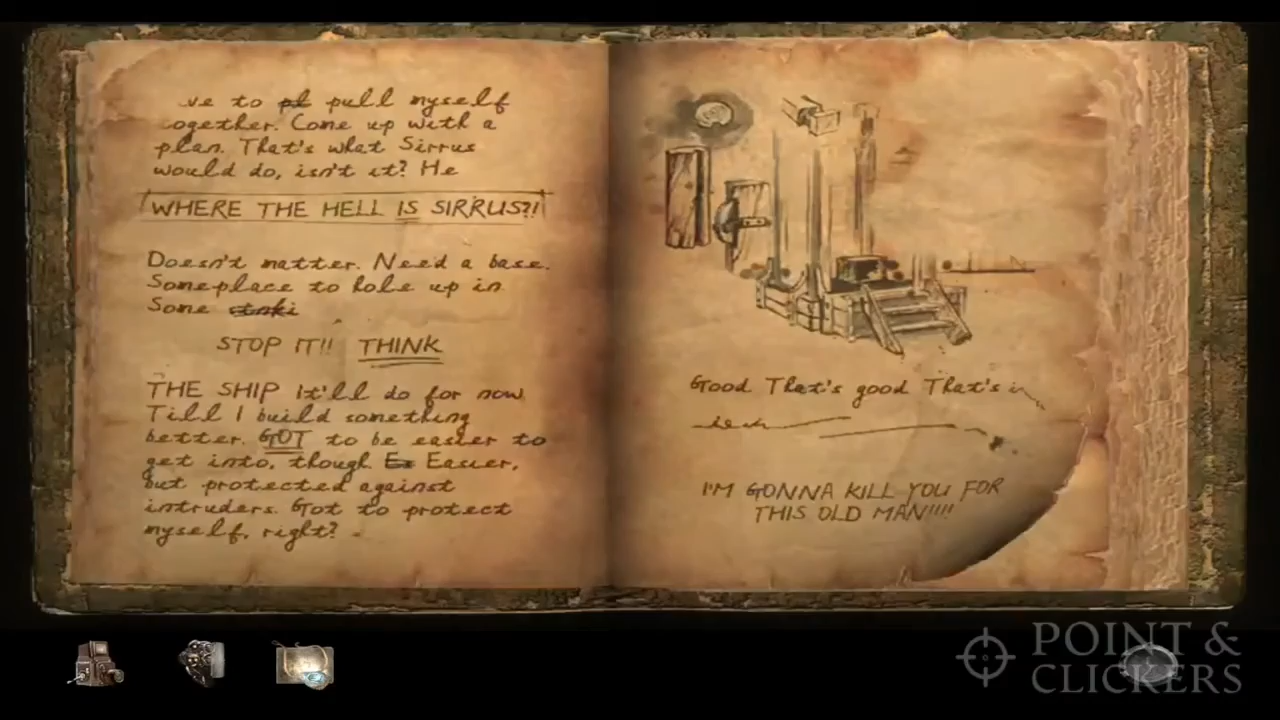 ve to pl pull myself
ogether. Come up with a
plan. That's what Sirrus
would do, isn't it? He
WHERE THE HELL IS SIRRUS?!
Doesn't matter. Need a base.
Someplace to hole up in
Some stinki
STOP IT!! THINK
THE SHIP It'll do for now
Till I build something
better. GOT to be easier to
get into, though. Ea Easier,
but protected against
intruders. Got to protect
myself, right?
Good That's good That's
I'M GONNA KILL YOU FOR
THIS OLD MAN!!!!
POINT &
CLICKERS